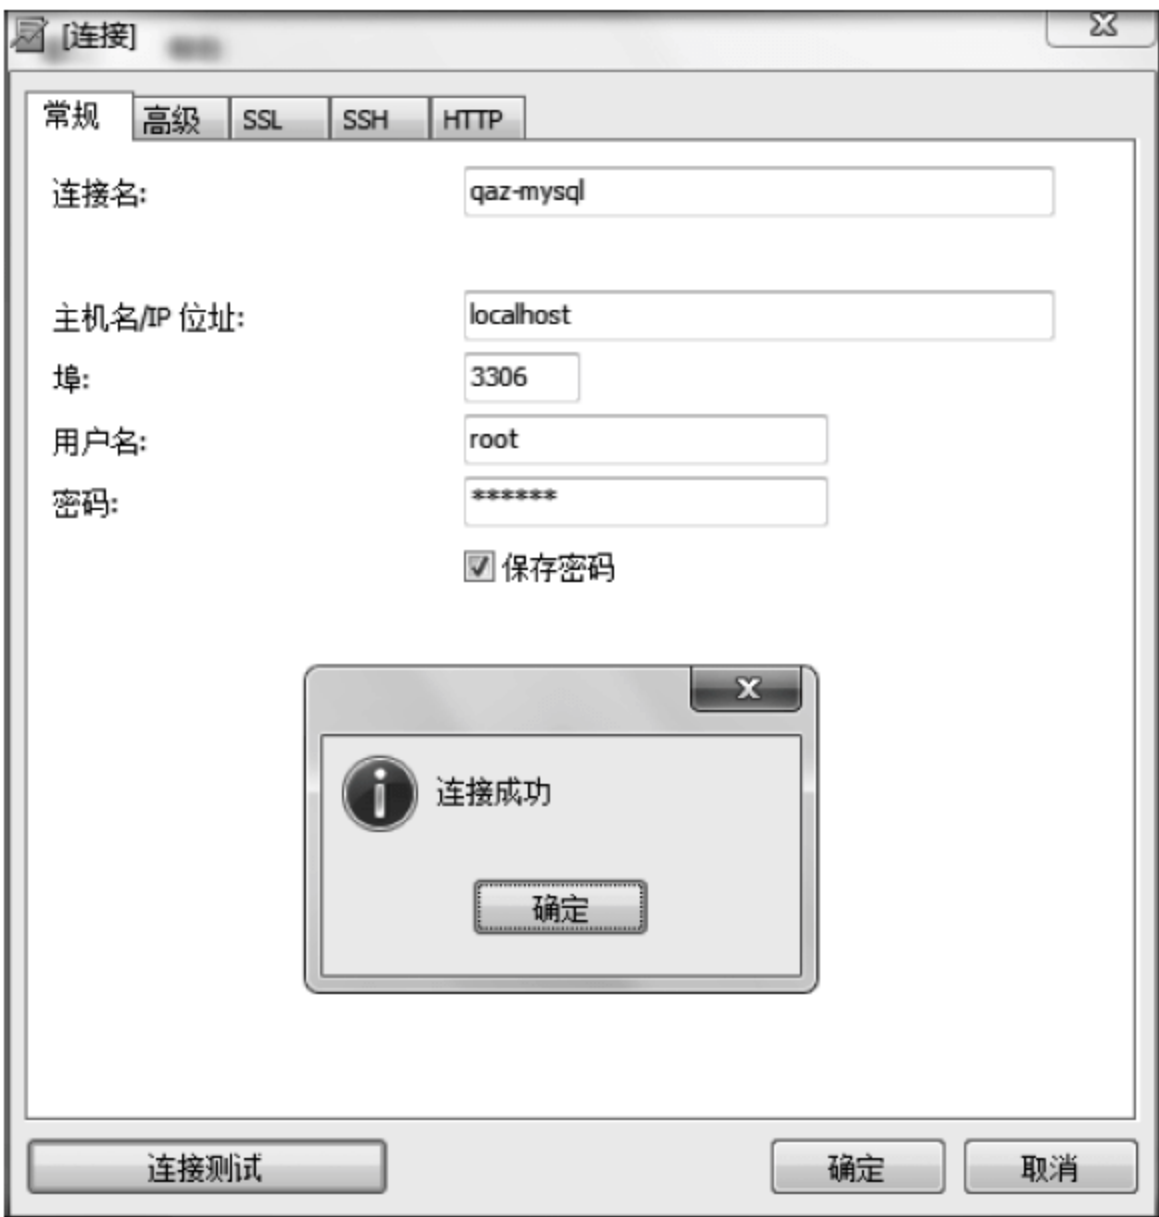 [连接]
常规 高级 SSL SSH HTTP
连接名: qaz-mysql
主机名/IP 位址: localhost
埠: 3306
用户名: root
密码: ******
保存密码
连接成功
确定
连接测试 确定 取消